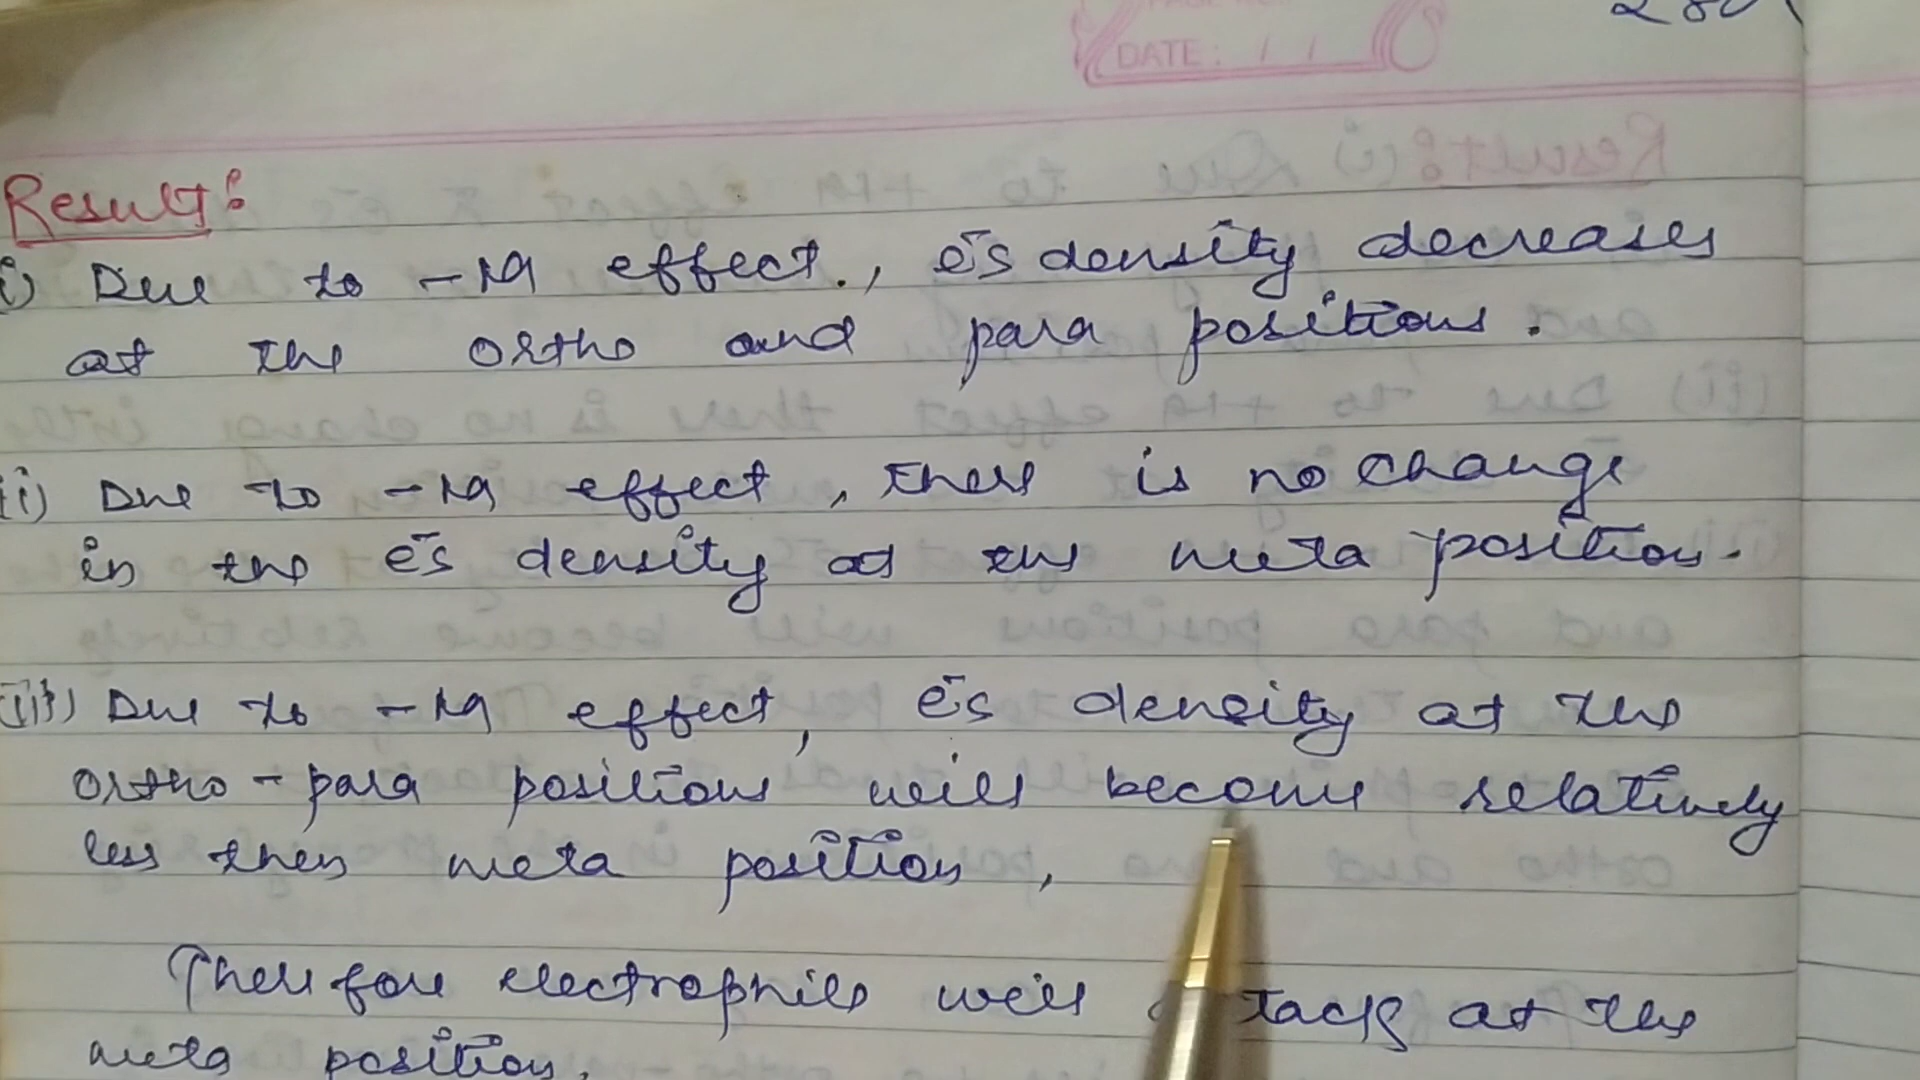 DATE:
Result:
i) Due to -M effect., e⁻s density decreases
at the ortho and para positions.
ii) Due to -M effect, there is no change
in the e⁻s density at the meta position.
(iii) Due to -M effect, e⁻s density at the
ortho-para positions will become relatively
less then meta position,
Therefore electrophile will attack at the
meta position.